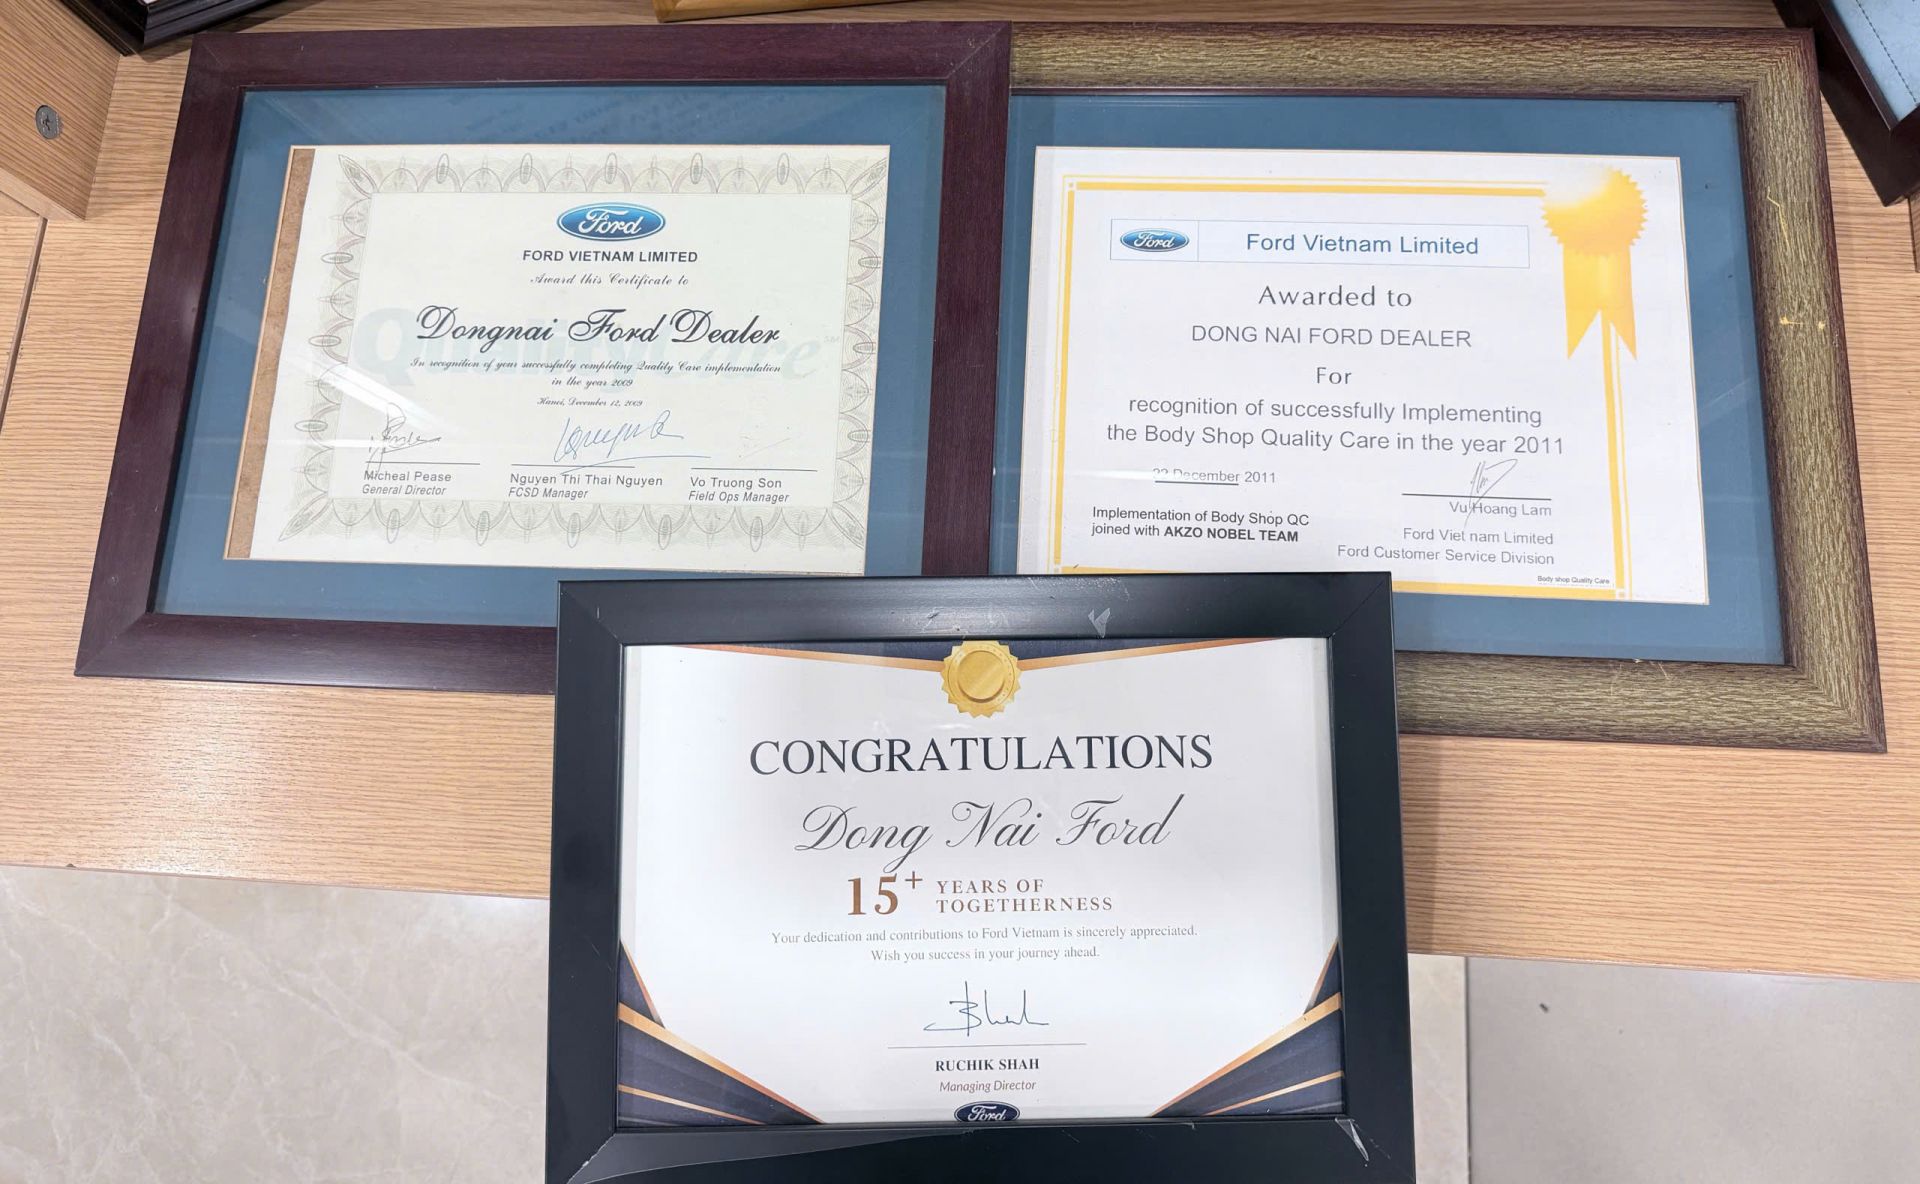 Ford
FORD VIETNAM LIMITED
Award this Certificate to
Dongnai Ford Dealer
In recognition of your successfully completing Quality Care implementation
in the year 2009
Hanoi, December 12, 2009
Micheal Pease
General Director
Nguyen Thi Thai Nguyen
FCSD Manager
Vo Truong Son
Field Ops Manager
Ford
Ford Vietnam Limited
Awarded to
DONG NAI FORD DEALER
For
recognition of successfully Implementing
the Body Shop Quality Care in the year 2011
December 2011
Vu Hoang Lam
Implementation of Body Shop QC
joined with AKZO NOBEL TEAM
Ford Viet nam Limited
Ford Customer Service Division
Body shop Quality Care
CONGRATULATIONS
Dong Nai Ford
15+ YEARS OF
TOGETHERNESS
Your dedication and contributions to Ford Vietnam is sincerely appreciated.
Wish you success in your journey ahead.
RUCHIK SHAH
Managing Director
Ford